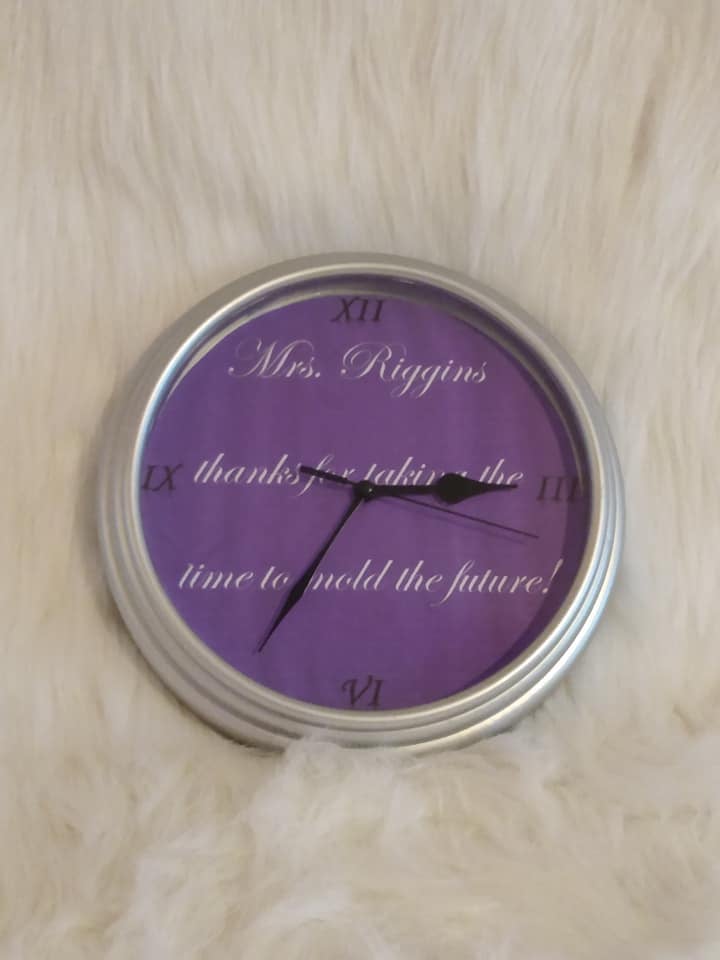 XII
Mrs. Riggins
IX thanks for taking the III
time to mold the future!
VI